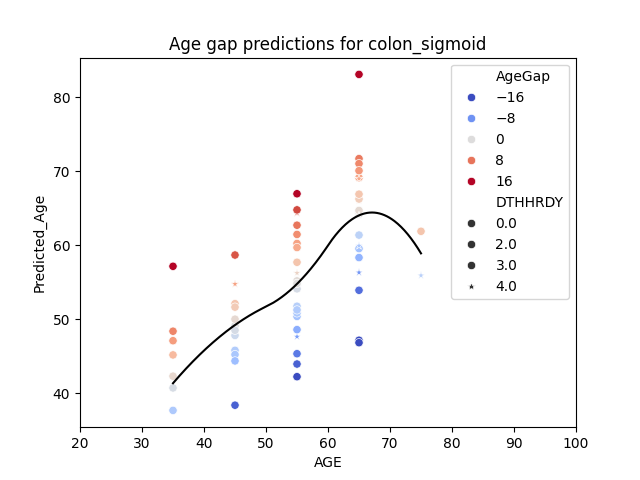 Age gap predictions for colon_sigmoid
Predicted_Age
80
70
60
50
40
20 30 40 50 60 70 80 90 100
AGE
AgeGap
−16
−8
0
8
16
DTHHRDY
0.0
2.0
3.0
4.0